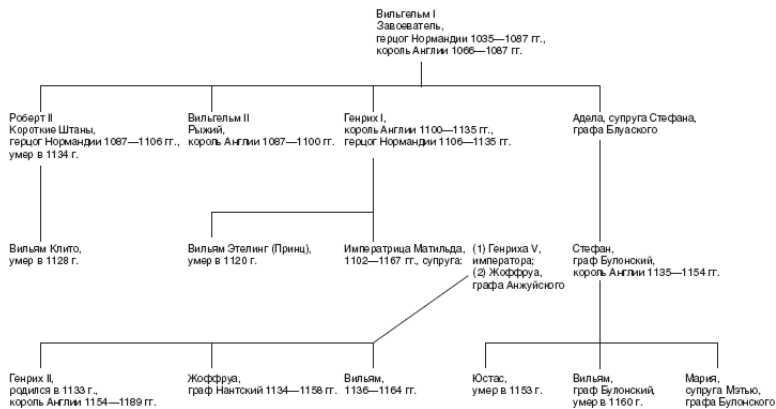 Вильгельм I
Завоеватель,
герцог Нормандии 1035—1087 гг.,
король Англии 1066—1087 гг.
Роберт II
Короткие Штаны,
герцог Нормандии 1087—1106 гг.,
умер в 1134 г.
Вильгельм II
Рыжий,
король Англии 1087—1100 гг.
Генрих I,
король Англии 1100—1135 гг.,
герцог Нормандии 1106—1135 гг.
Адела, супруга Стефана,
графа Блуаского
Вильям Клито,
умер в 1128 г.
Вильям Этелинг (Принц),
умер в 1120 г.
Императрица Матильда,
1102—1167 гг., супруга:
(1) Генриха V,
императора;
(2) Жоффруа,
графа Анжуйского
Стефан,
граф Булонский,
король Англии 1135—1154 гг.
Генрих II,
родился в 1133 г.,
король Англии 1154—1189 гг.
Жоффруа,
граф Нантский 1134—1158 гг.
Вильям,
1136—1164 гг.
Юстас,
умер в 1153 г.
Вильям,
граф Булонский,
умер в 1160 г.
Мария,
супруга Мэтью,
графа Булонского